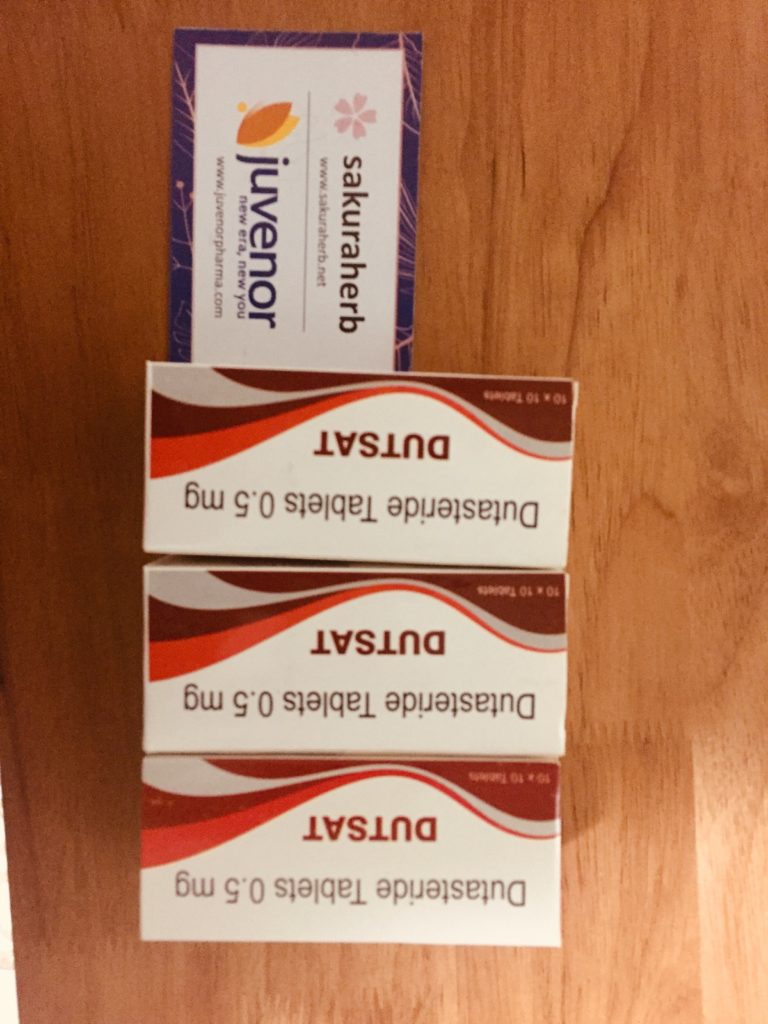 sakuraherb
www.sakuraherb.net
juvenor
new era, new you
www.juvenorpharma.com
10 x 10 Tablets
DUTSAT
Dutasteride Tablets 0.5 mg
10 x 10 Tablets
DUTSAT
Dutasteride Tablets 0.5 mg
10 x 10 Tablets
DUTSAT
Dutasteride Tablets 0.5 mg